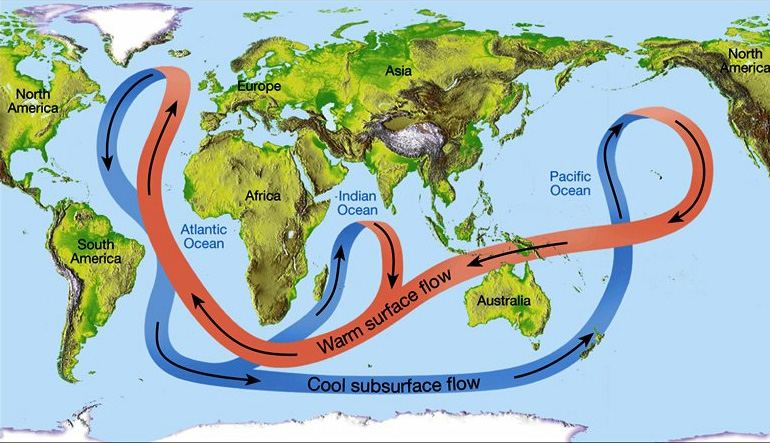 North
America
Europe
Asia
North
America
Africa
Indian
Ocean
Pacific
Ocean
Atlantic
Ocean
South
America
Australia
Warm surface flow
Cool subsurface flow